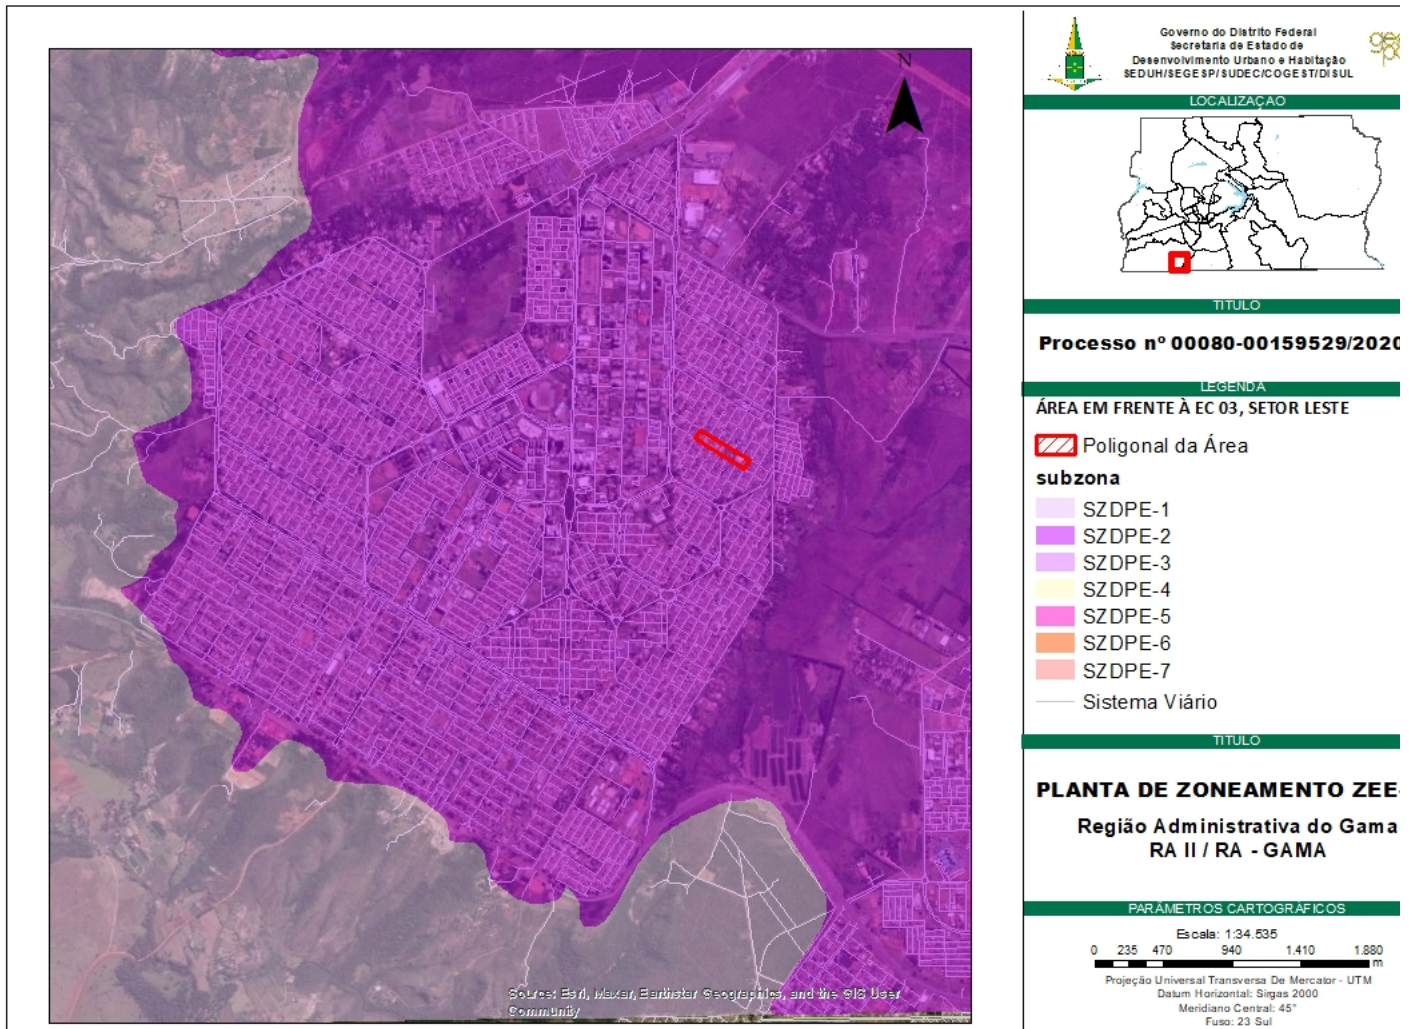 N
Source: Esri, Maxar, Earthstar Geographics, and the GIS User
Community
Governo do Distrito Federal
Secretaria de Estado de
Desenvolvimento Urbano e Habitação
SEDUH/SEGESP/SUDEC/COGEST/DISUL
LOCALIZAÇÃO
TITULO
Processo nº 00080-00159529/2020
LEGENDA
ÁREA EM FRENTE À EC 03, SETOR LESTE
Poligonal da Área
subzona
SZDPE-1
SZDPE-2
SZDPE-3
SZDPE-4
SZDPE-5
SZDPE-6
SZDPE-7
Sistema Viário
TITULO
PLANTA DE ZONEAMENTO ZEE-
Região Administrativa do Gama
RA II / RA - GAMA
PARÂMETROS CARTOGRÁFICOS
Escala: 1:34.535
0 235 470 940 1.410 1.880
m
Projeção Universal Transversa De Mercator - UTM
Datum Horizontal: Sirgas 2000
Meridiano Central: 45°
Fuso: 23 Sul